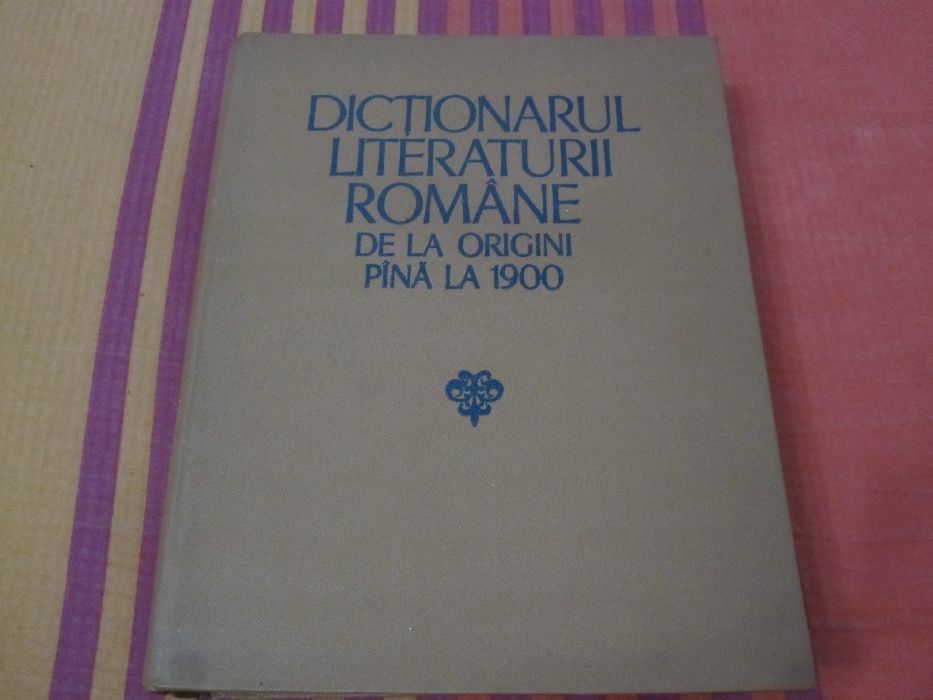 DICȚIONARUL
LITERATURII
ROMÂNE
DE LA ORIGINI
PÎNĂ LA 1900